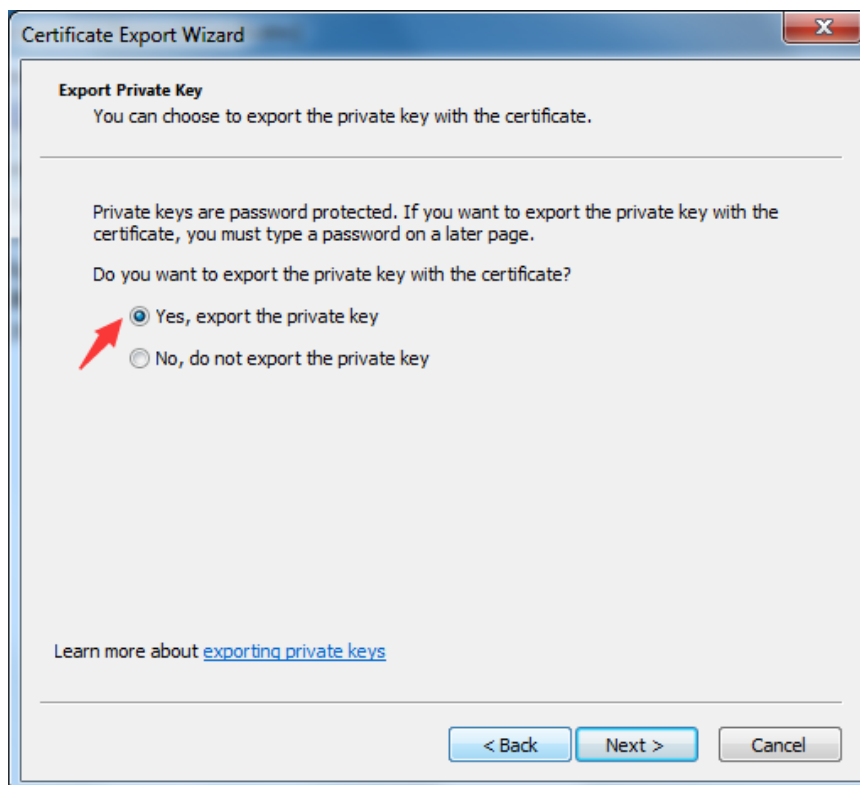 Certificate Export Wizard
Export Private Key
You can choose to export the private key with the certificate.
Private keys are password protected. If you want to export the private key with the
certificate, you must type a password on a later page.
Do you want to export the private key with the certificate?
Yes, export the private key
No, do not export the private key
Learn more about exporting private keys
< Back
Next >
Cancel